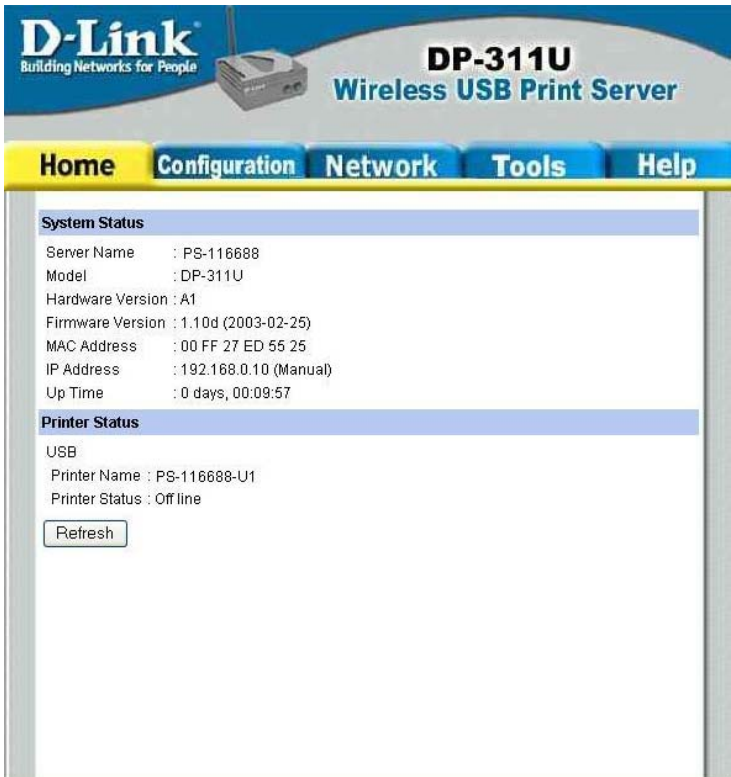 D-Link
Building Networks for People
DP-311U
Wireless USB Print Server
Home Configuration Network Tools Help
System Status
Server Name : PS-116688
Model : DP-311U
Hardware Version : A1
Firmware Version : 1.10d (2003-02-25)
MAC Address : 00 FF 27 ED 55 25
IP Address : 192.168.0.10 (Manual)
Up Time : 0 days, 00:09:57
Printer Status
USB
Printer Name : PS-116688-U1
Printer Status : Off line
Refresh